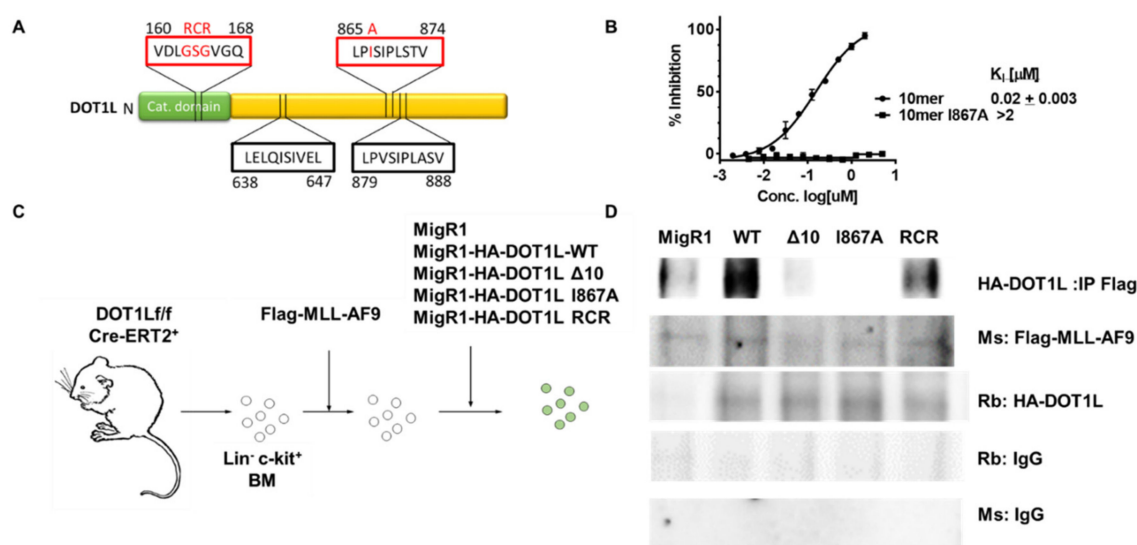 A
160 RCR 168
VDLGSGVGQ
865 A 874
LPISIPLSTV
DOT1L N Cat. domain
LELQISIVEL
638 647
LPVSIPLASV
879 888
B
% Inhibition
100
50
0
-3 -2 -1 0 1 2 3
Conc. log[uM]
Ki [µM]
10mer 0.02 ± 0.003
10mer I867A >2
C
DOT1Lf/f
Cre-ERT2+
Lin- c-kit+
BM
Flag-MLL-AF9
MigR1
MigR1-HA-DOT1L-WT
MigR1-HA-DOT1L Δ10
MigR1-HA-DOT1L I867A
MigR1-HA-DOT1L RCR
D
MigR1 WT Δ10 I867A RCR
HA-DOT1L :IP Flag
Ms: Flag-MLL-AF9
Rb: HA-DOT1L
Rb: IgG
Ms: IgG